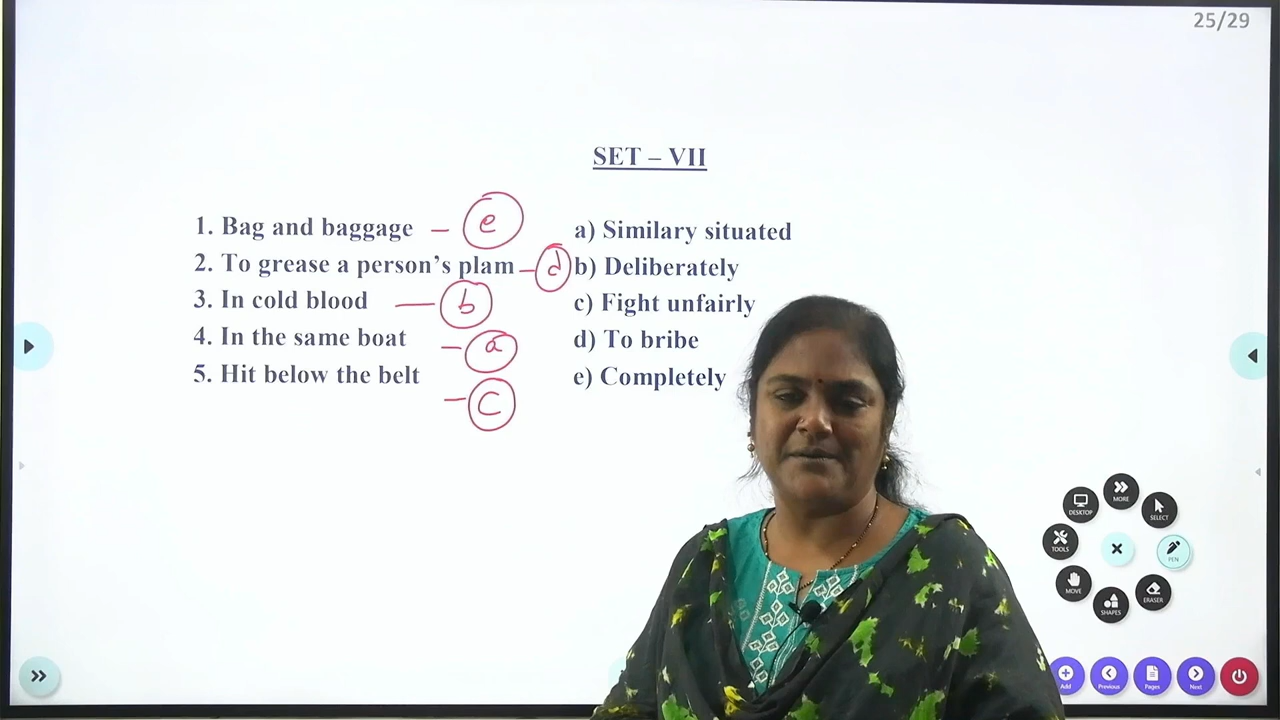 25/29
SET – VII
1. Bag and baggage – e
a) Similary situated
2. To grease a person's plam – d
b) Deliberately
3. In cold blood — b
c) Fight unfairly
4. In the same boat – a
d) To bribe
5. Hit below the belt – C
e) Completely
MORE
DESKTOP
SELECT
TOOLS
PEN
MOVE
ERASER
SHAPES
Add
Previous
Pages
Next